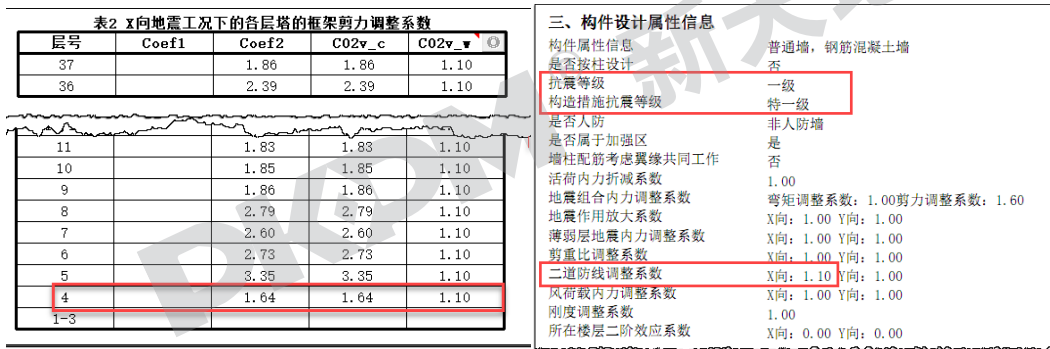 表2 X向地震工况下的各层塔的框架剪力调整系数
层号 Coef1 Coef2 C02v_c C02v_w
37 1.86 1.86 1.10
36 2.39 2.39 1.10
11 1.83 1.83 1.10
10 1.85 1.85 1.10
9 1.86 1.86 1.10
8 2.79 2.79 1.10
7 2.60 2.60 1.10
6 2.73 2.73 1.10
5 3.35 3.35 1.10
4 1.64 1.64 1.10
1-3
三、构件设计属性信息
构件属性信息 普通墙，钢筋混凝土墙
是否按柱设计 否
抗震等级 一级
构造措施抗震等级 特一级
是否人防 非人防墙
是否属于加强区 是
墙柱配筋考虑翼缘共同工作 否
活荷内力折减系数 1.00
地震组合内力调整系数 弯矩调整系数：1.00剪力调整系数：1.60
地震作用放大系数 X向：1.00 Y向：1.00
薄弱层地震内力调整系数 X向：1.00 Y向：1.00
剪重比调整系数 X向：1.00 Y向：1.00
二道防线调整系数 X向：1.10 Y向：1.00
风荷载内力调整系数 X向：1.00 Y向：1.00
刚度调整系数 1.00
所在楼层二阶效应系数 X向：0.00 Y向：0.00
PKPM 新天地